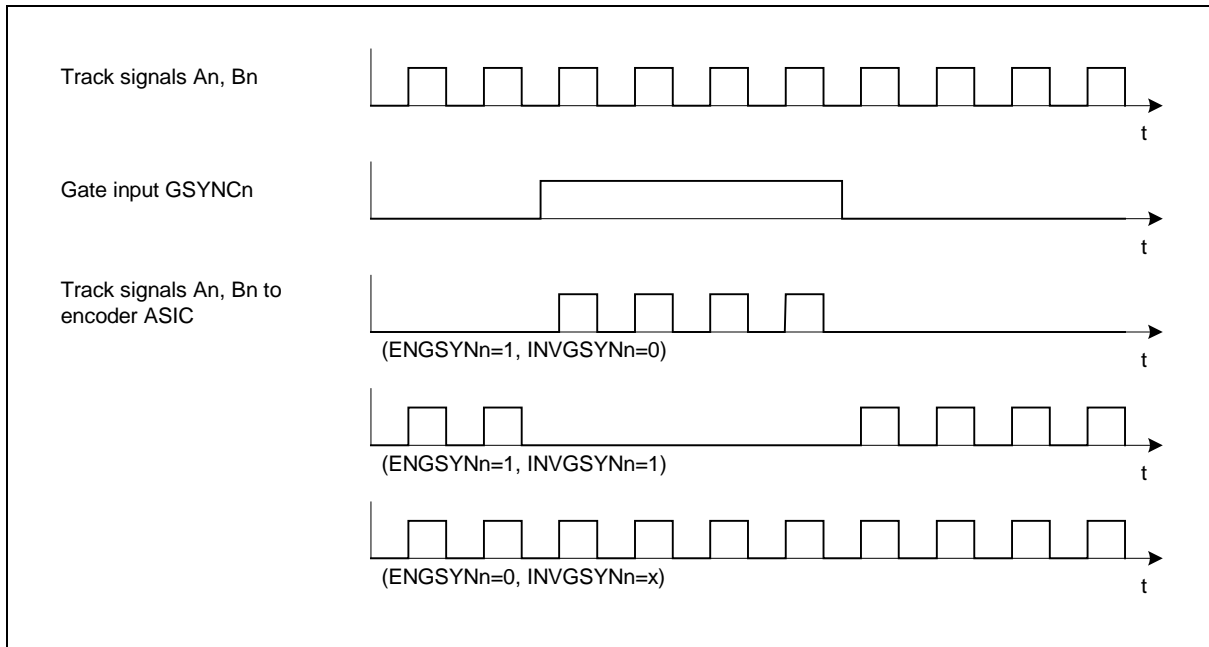 Track signals An, Bn
t
Gate input GSYNCn
t
Track signals An, Bn to
encoder ASIC
(ENGSYNn=1, INVGSYNn=0)
t
(ENGSYNn=1, INVGSYNn=1)
t
(ENGSYNn=0, INVGSYNn=x)
t